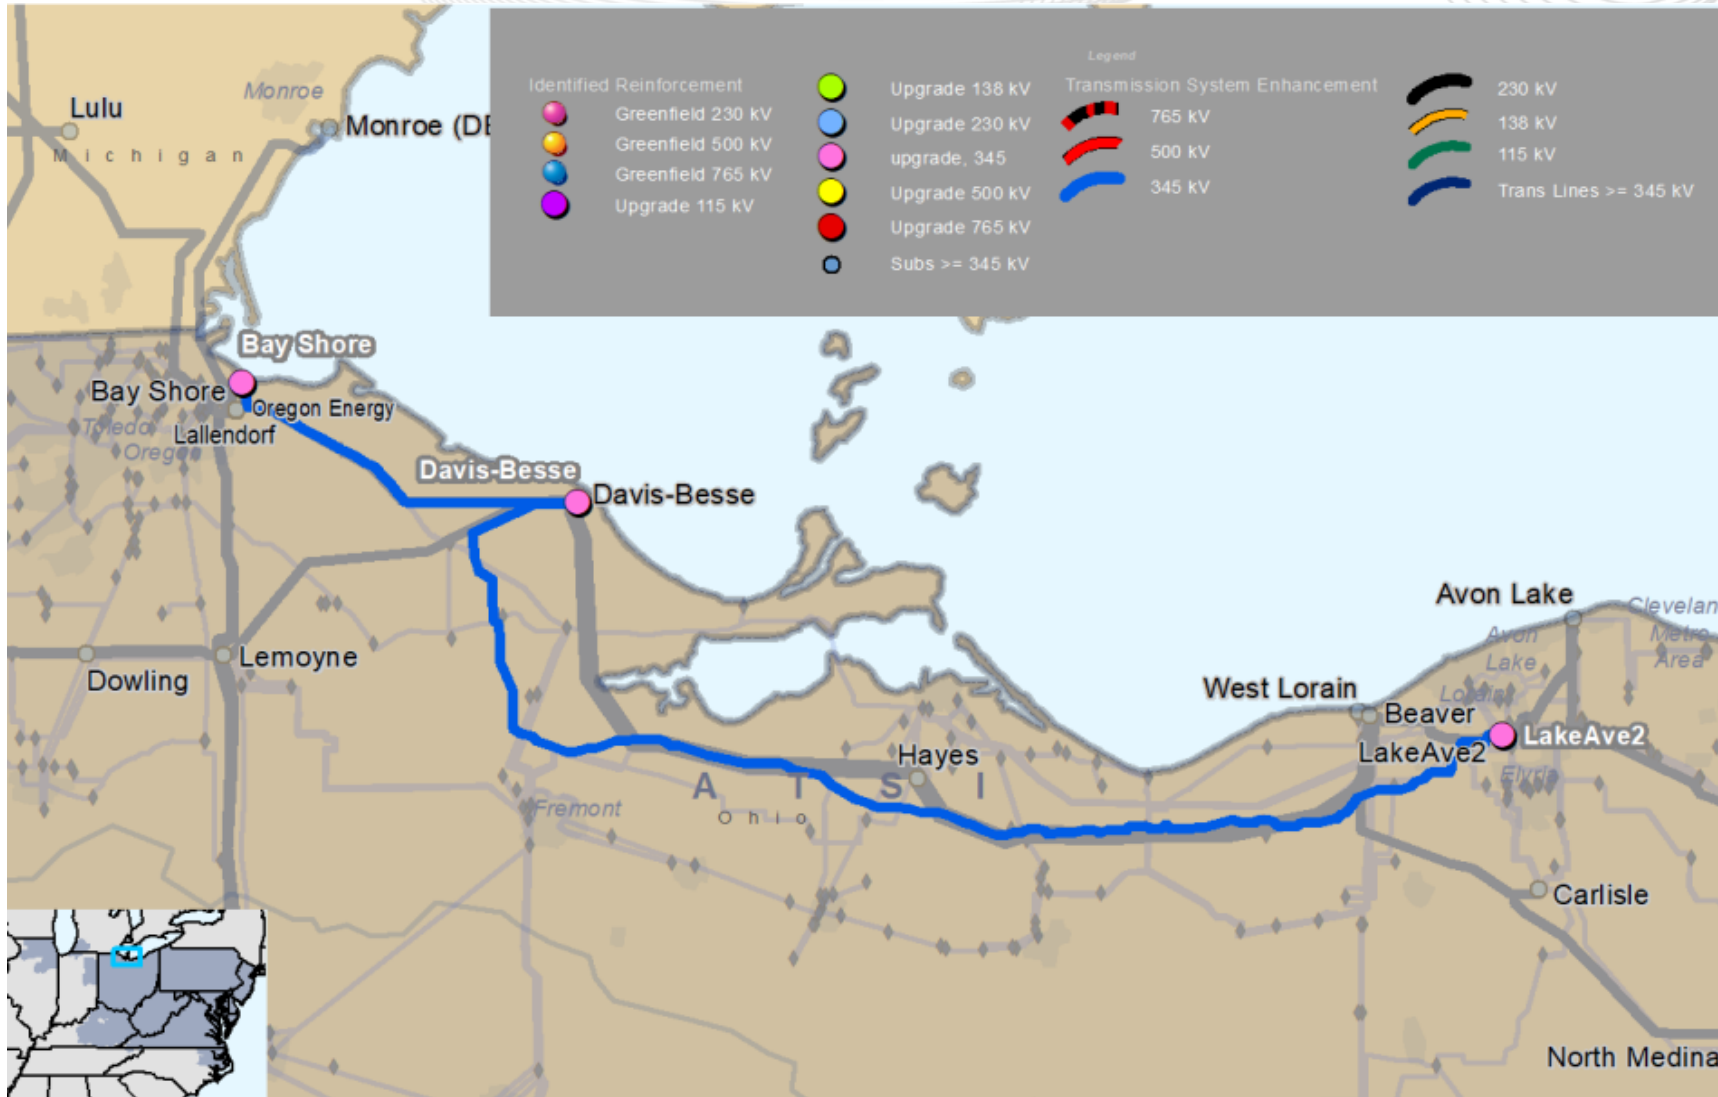 Legend
Identified Reinforcement
Greenfield 230 kV
Greenfield 500 kV
Greenfield 765 kV
Upgrade 115 kV
Upgrade 138 kV
Upgrade 230 kV
upgrade, 345
Upgrade 500 kV
Upgrade 765 kV
Subs >= 345 kV
Transmission System Enhancement
765 kV
500 kV
345 kV
230 kV
138 kV
115 kV
Trans Lines >= 345 kV
Monroe
Lulu
Monroe (DE
Michigan
Bay Shore
Bay Shore
Oregon Energy
Toledo
Lallendorf
Oregon
Davis-Besse
Davis-Besse
Avon Lake
Clevelan
Metro
Area
Avon
Lake
Lemoyne
Dowling
West Lorain
Lorain
Beaver
LakeAve2
LakeAve2
Hayes
Elyria
A T S I
Fremont
Ohio
Carlisle
North Medina